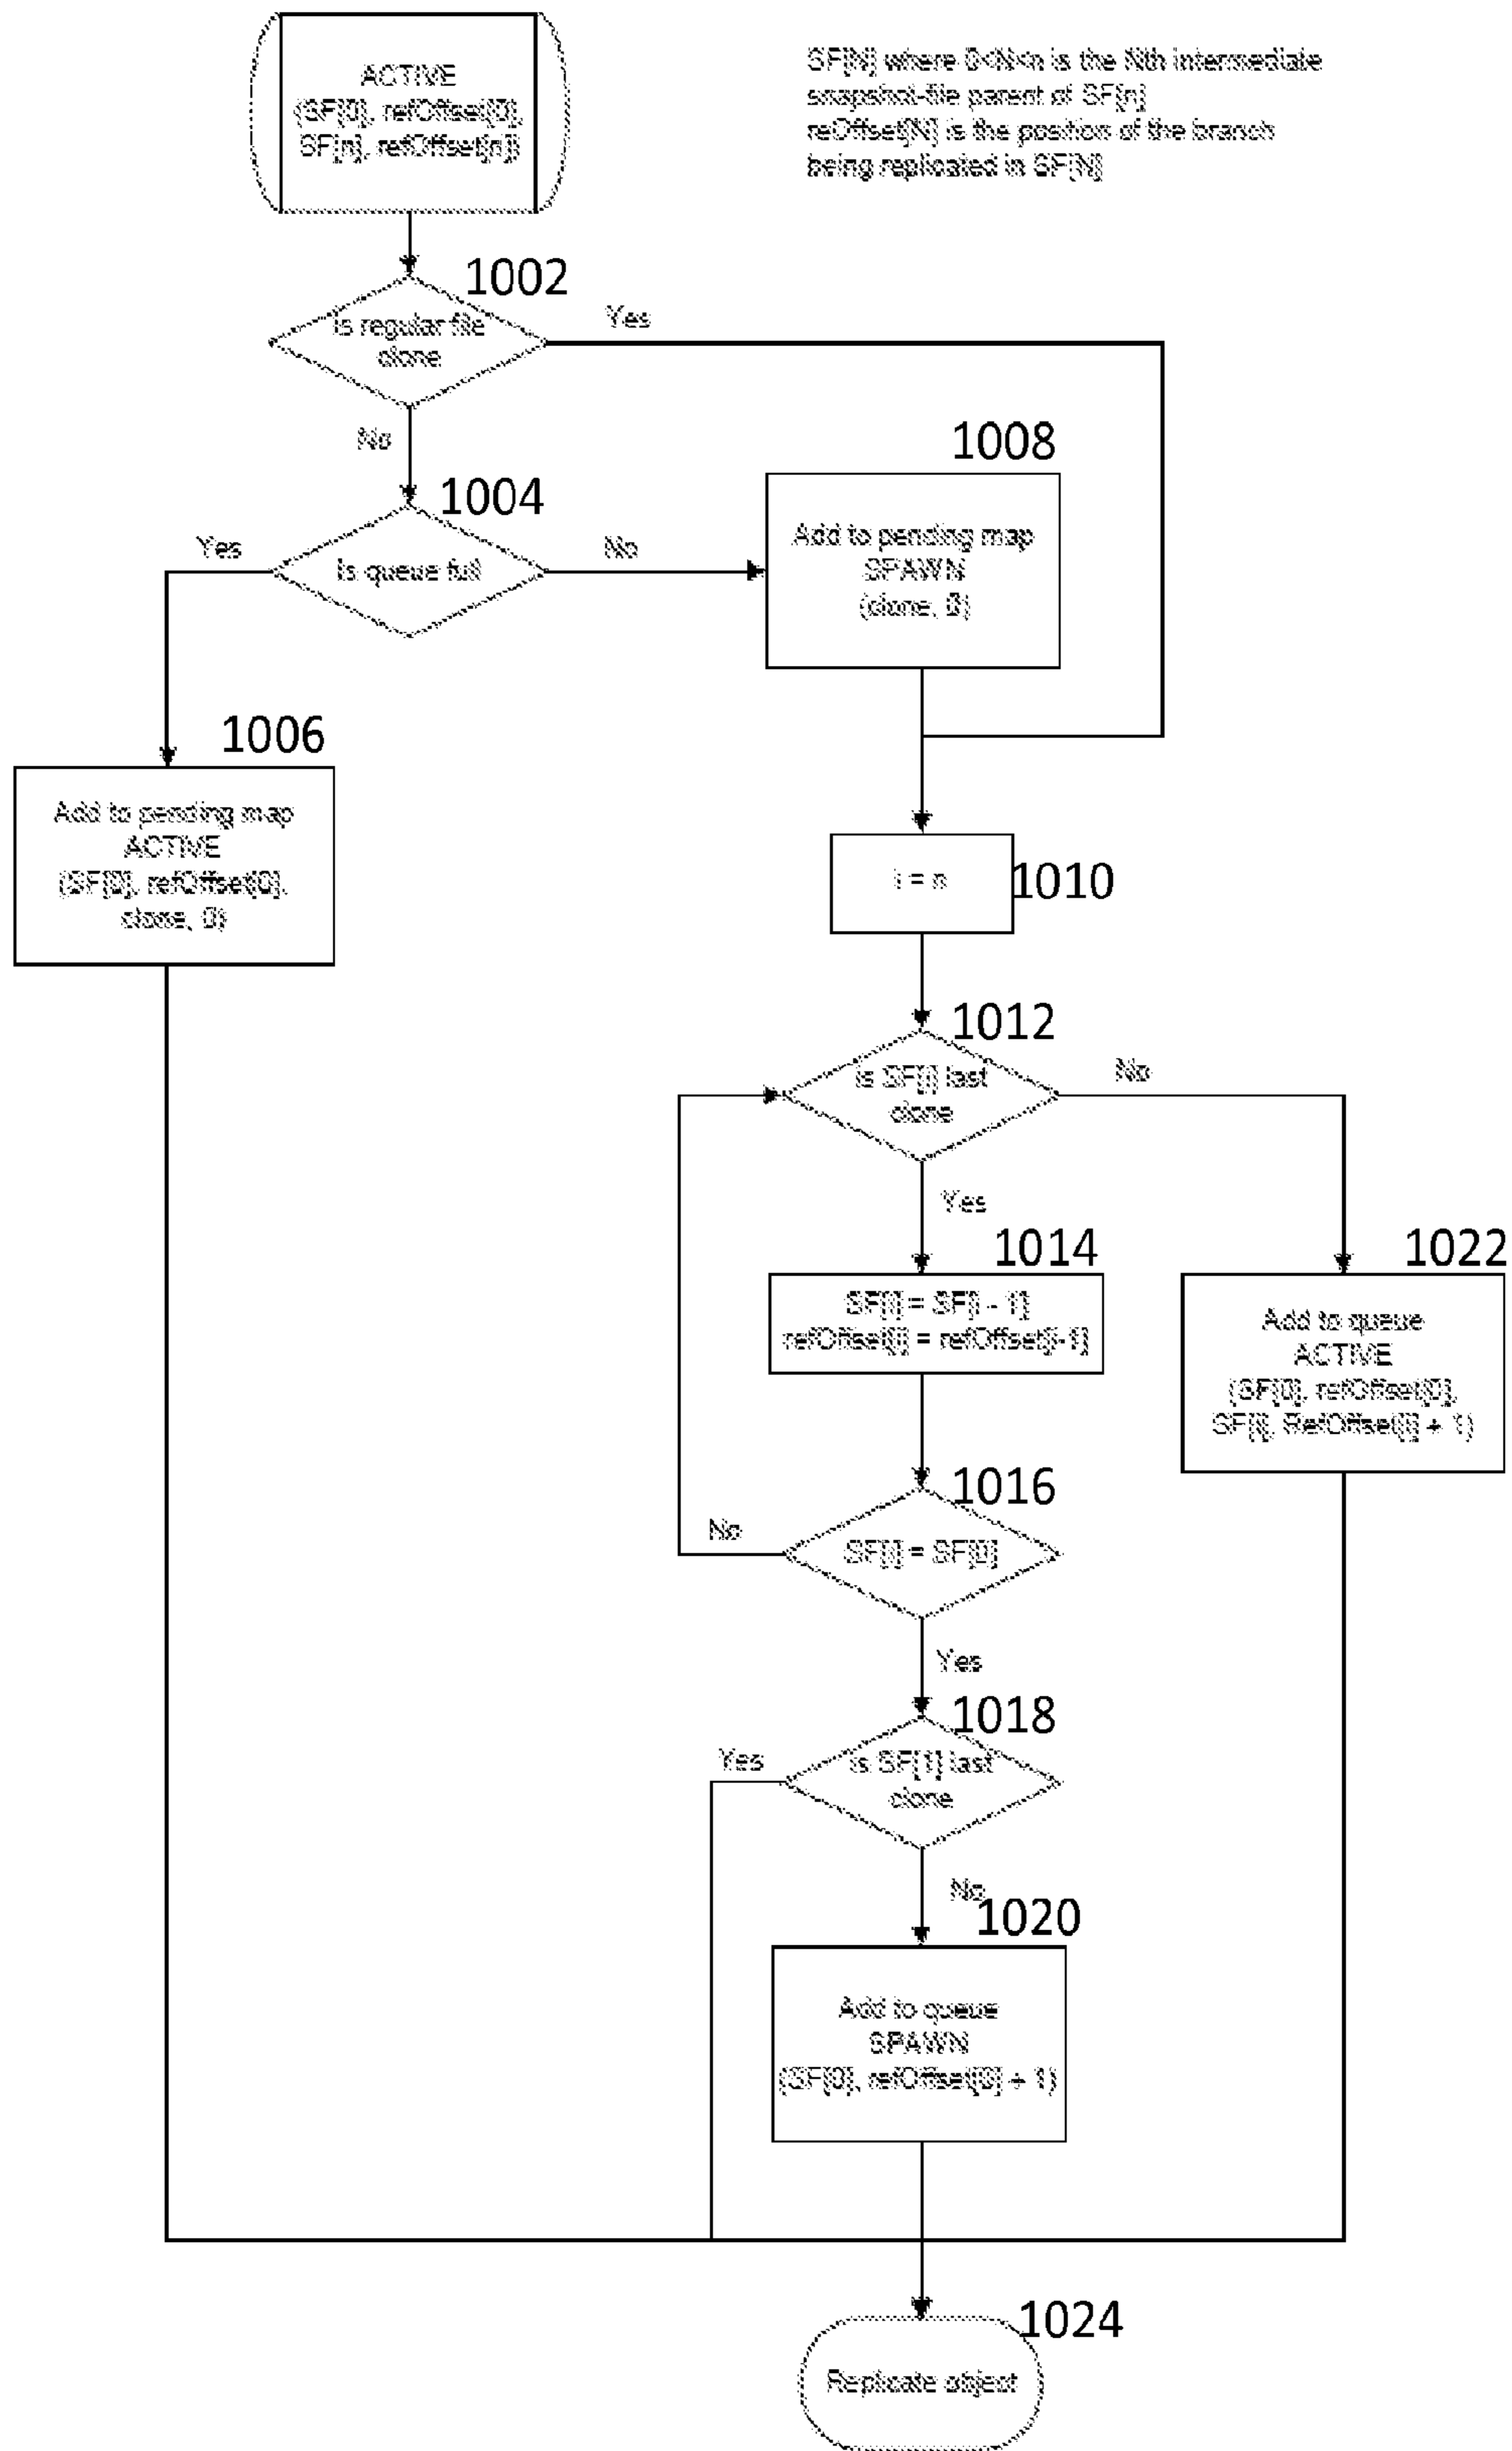 ACTIVE
(SF[0], refOffset[0],
SF[n], refOffset[n])
SF[N] where 0<N<n is the Nth intermediate
snapshot-file parent of SF[n]
reOffset[N] is the position of the branch
being replicated in SF[N]
1002
Is regular file
clone
Yes
No
1004
Is queue full
Yes
No
1008
Add to pending map
SPAWN
(clone, 0)
1006
Add to pending map
ACTIVE
(SF[0], refOffset[0],
clone, 0)
i = n
1010
1012
is SF[i] last
clone
No
Yes
1014
SF[i] = SF[i - 1]
refOffset[i] = refOffset[i-1]
1022
Add to queue
ACTIVE
(SF[0], refOffset[0],
SF[i], RefOffset[i] + 1)
1016
SF[i] = SF[0]
No
Yes
1018
is SF[1] last
clone
Yes
No
1020
Add to queue
SPAWN
(SF[0], refOffset[0] + 1)
1024
Replicate object